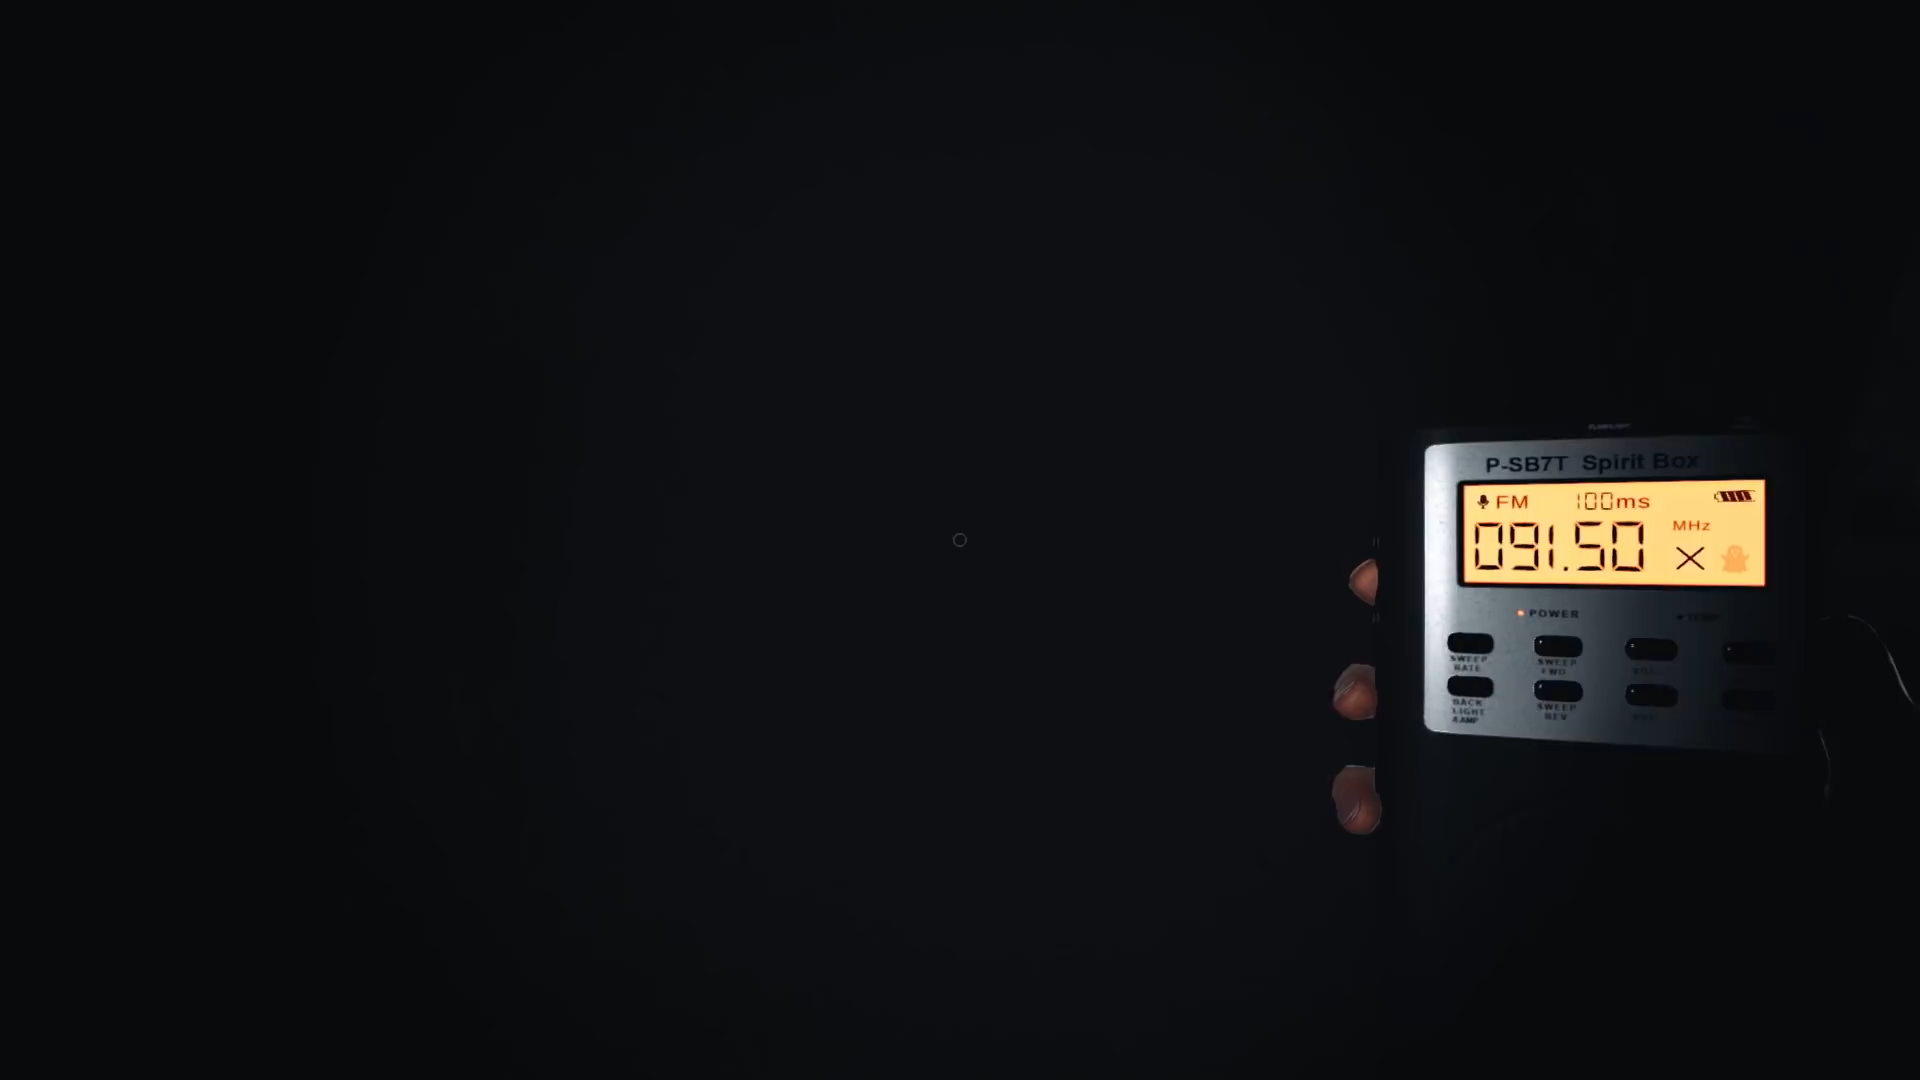 P-SB7T Spirit Box
FM 100ms
MHz
091.50
POWER
SWEEP RATE
SWEEP FWD
BACK LIGHT &AMP
SWEEP REV